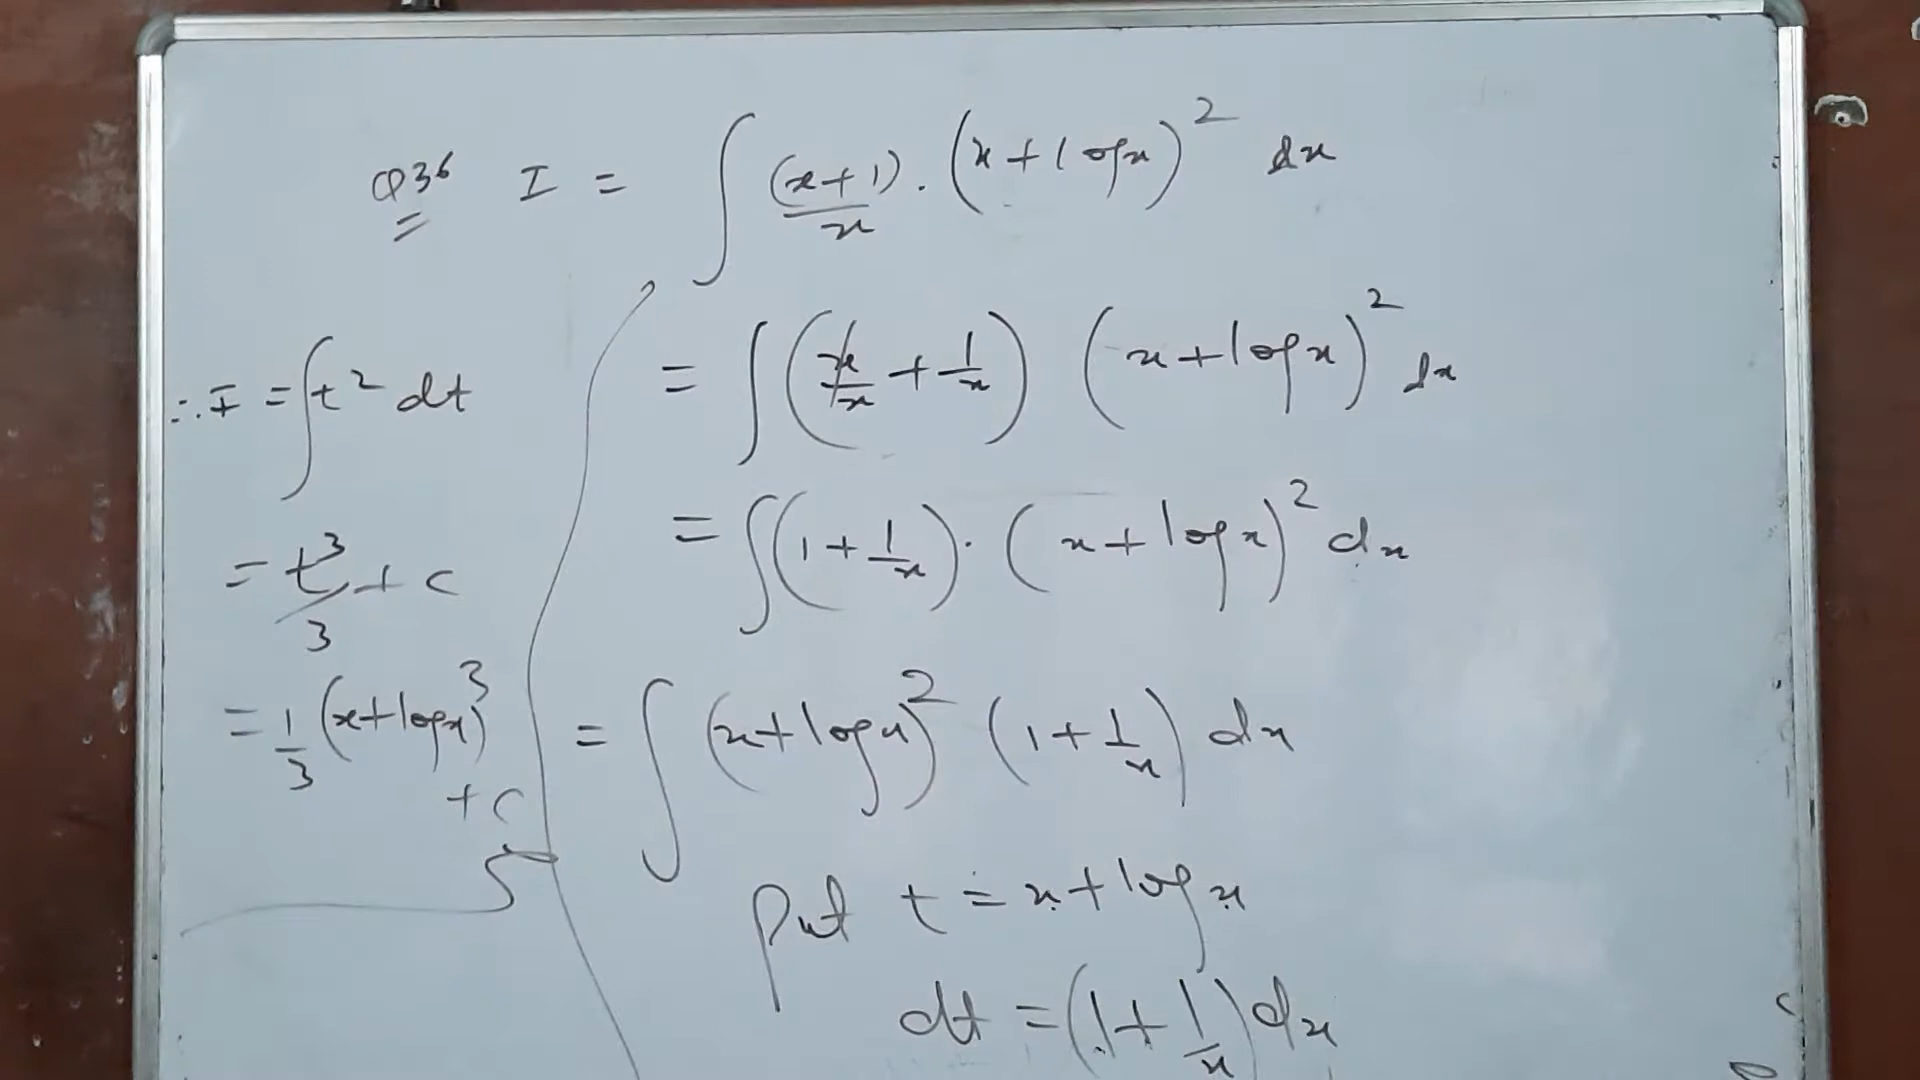 Q36 I = ∫ (x+1)/x . (x + log x)² dx
= ∫ (x/x + 1/x) (x + log x)² dx
= ∫ (1 + 1/x) . (x + log x)² dx
= ∫ (x + log x)² (1 + 1/x) dx
put t = x + log x
dt = (1 + 1/x) dx
∴ I = ∫ t² dt
= t³/3 + c
= 1/3 (x + log x)³
+ c